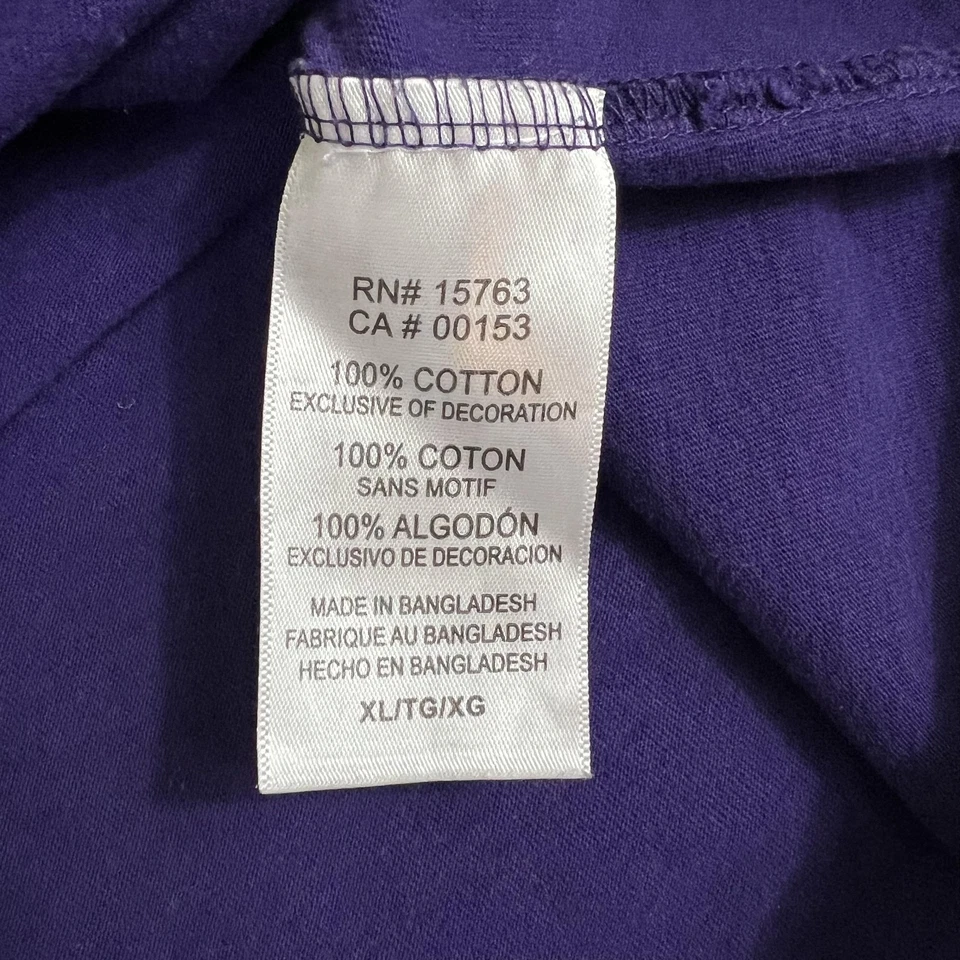 RN# 15763
CA # 00153
100% COTTON
EXCLUSIVE OF DECORATION
100% COTON
SANS MOTIF
100% ALGODÓN
EXCLUSIVO DE DECORACION
MADE IN BANGLADESH
FABRIQUE AU BANGLADESH
HECHO EN BANGLADESH
XL/TG/XG